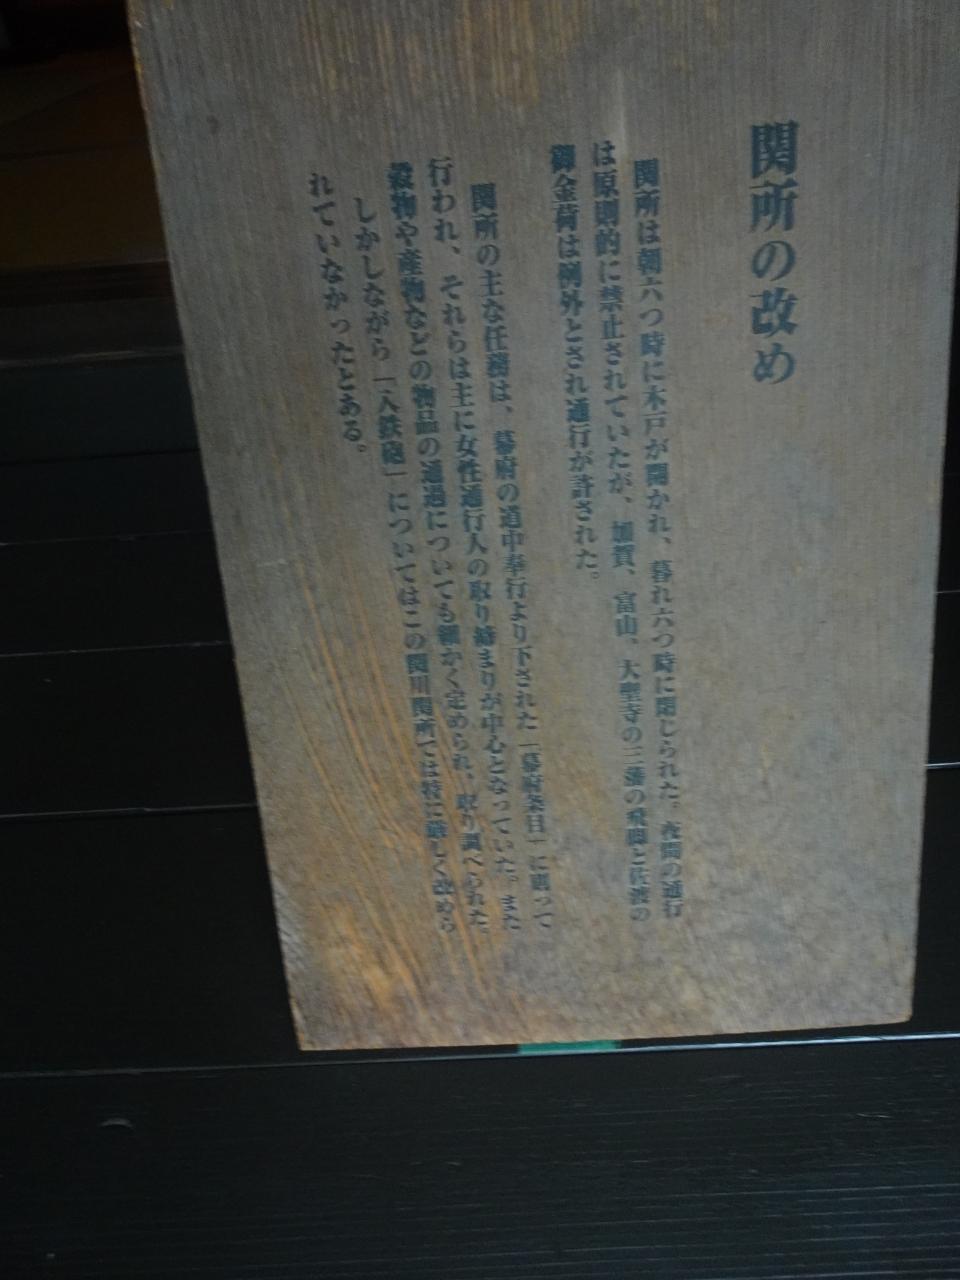 関所の改め
関所は朝六つ時に木戸が開かれ、暮れ六つ時に閉じられた。夜間の通行
は原則的に禁止されていたが、加賀、富山、大聖寺の三藩の飛脚と佐渡の
御金荷は例外とされ通行が許された。
関所の主な任務は、幕府の道中奉行より下された「幕府条目」に則って
行われ、それらは主に女性通行人の取り締まりが中心となっていた。また
穀物や産物などの物品の通過についても細かく定められ、取り調べられた。
しかしながら「入鉄砲」についてはこの関川関所では特に厳しく改めら
れていなかったとある。